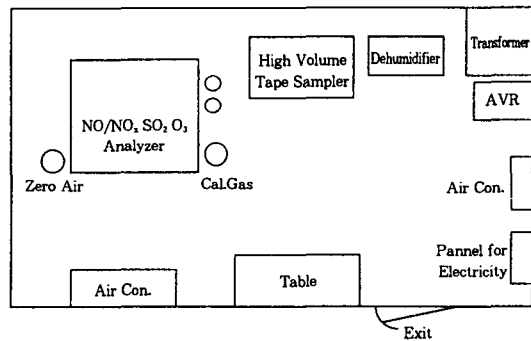 High Volume
Tape Sampler
Dehumidifier
Transformer
AVR
NO/NOₓ SO₂ O₃
Analyzer
Zero Air
Cal.Gas
Air Con.
Pannel for
Electricity
Air Con.
Table
Exit